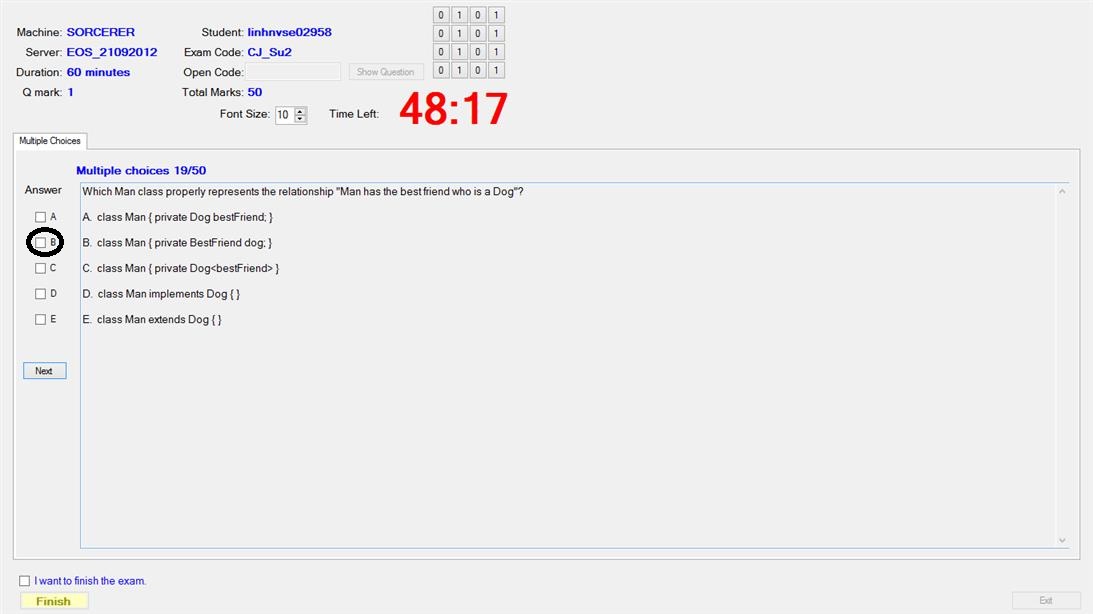 Machine: SORCERER Student: linhnvse02958
Server: EOS_21092012 Exam Code: CJ_Su2
Duration: 60 minutes Open Code: Show Question
Q mark: 1 Total Marks: 50
0 1 0 1
0 1 0 1
0 1 0 1
0 1 0 1
Font Size: 10 Time Left: 48:17
Multiple Choices
Multiple choices 19/50
Answer
Which Man class properly represents the relationship "Man has the best friend who is a Dog"?
A A. class Man { private Dog bestFriend; }
B B. class Man { private BestFriend dog; }
C C. class Man { private Dog<bestFriend> }
D D. class Man implements Dog { }
E E. class Man extends Dog { }
Next
I want to finish the exam.
Finish Exit